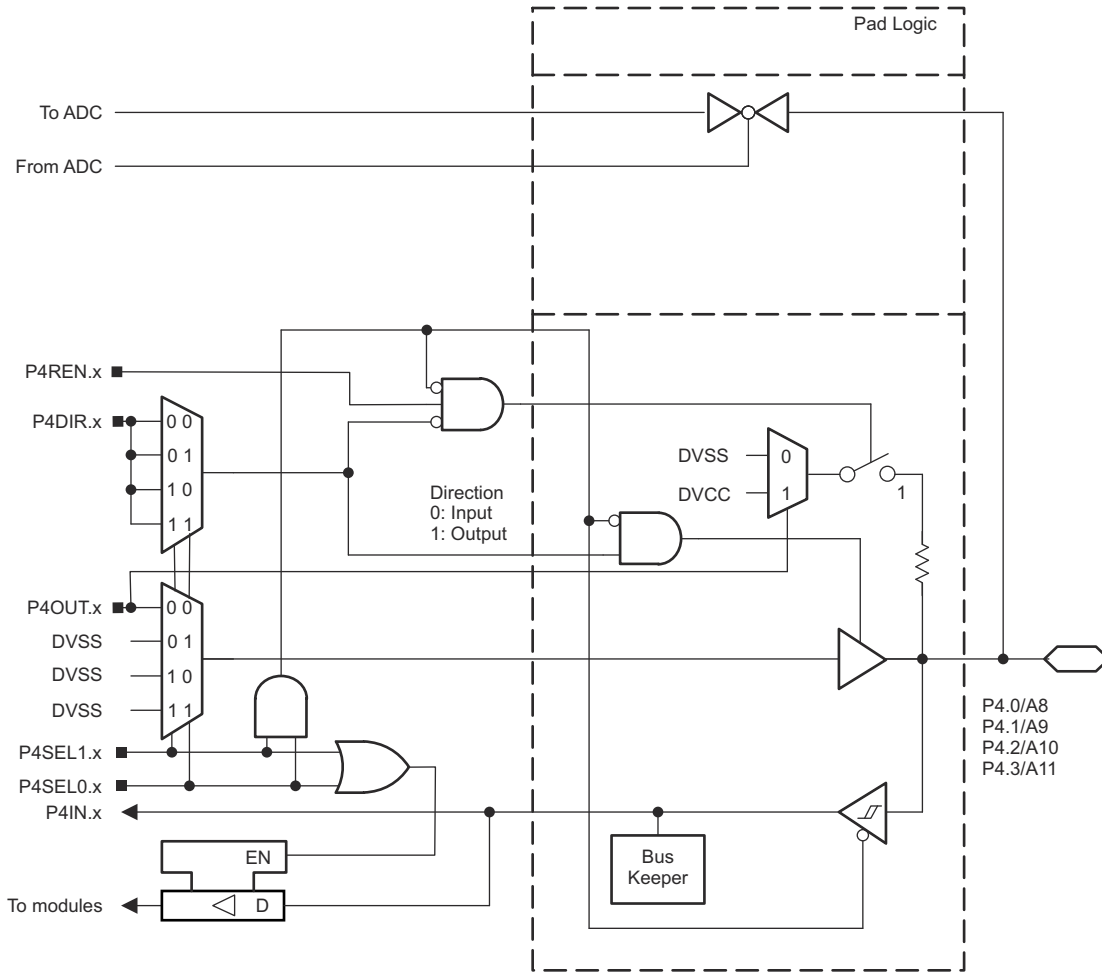 Pad Logic
To ADC
From ADC
P4REN.x
P4DIR.x
0 0
0 1
1 0
1 1
Direction
0: Input
1: Output
DVSS
0
DVCC
1
1
P4OUT.x
0 0
DVSS
0 1
DVSS
1 0
DVSS
1 1
P4.0/A8
P4.1/A9
P4.2/A10
P4.3/A11
P4SEL1.x
P4SEL0.x
P4IN.x
Bus
Keeper
EN
To modules
D